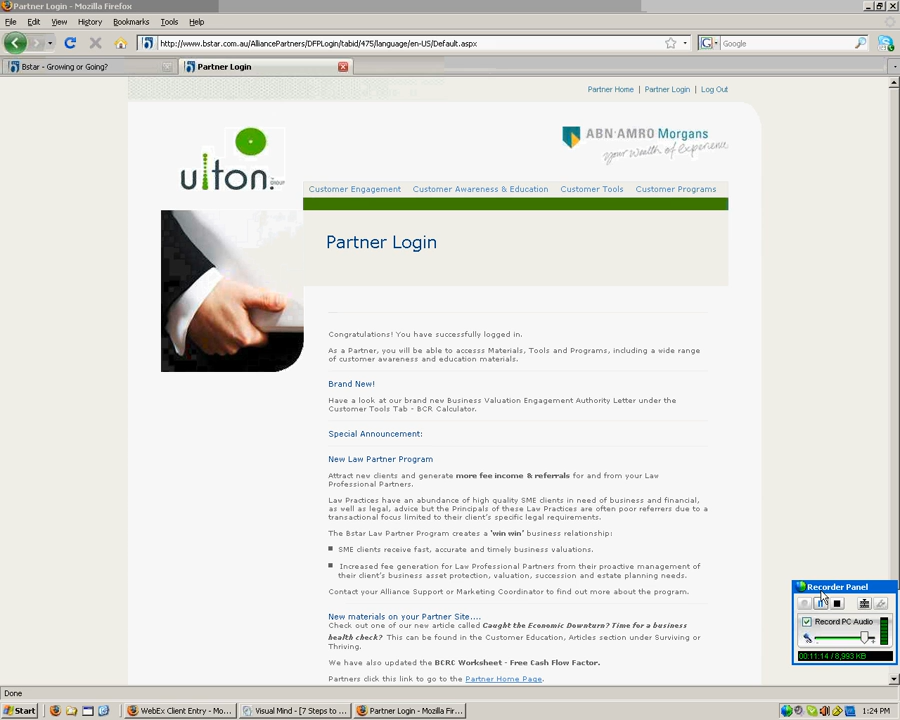 Partner Login - Mozilla Firefox
File Edit View History Bookmarks Tools Help
http://www.bstar.com.au/AlliancePartners/DFPLogin/tabid/475/language/en-US/Default.aspx
Google
Bstar - Growing or Going?
Partner Login
Partner Home | Partner Login | Log Out
ulton.
GROUP
ABN·AMRO Morgans
your wealth of experience
Customer Engagement Customer Awareness & Education Customer Tools Customer Programs
Partner Login
Congratulations! You have successfully logged in.
As a Partner, you will be able to accesss Materials, Tools and Programs, including a wide range
of customer awareness and education materials.
Brand New!
Have a look at our brand new Business Valuation Engagement Authority Letter under the
Customer Tools Tab - BCR Calculator.
Special Announcement:
New Law Partner Program
Attract new clients and generate more fee income & referrals for and from your Law
Professional Partners.
Law Practices have an abundance of high quality SME clients in need of business and financial,
as well as legal, advice but the Principals of these Law Practices are often poor referrers due to a
transactional focus limited to their client's specific legal requirements.
The Bstar Law Partner Program creates a 'win win' business relationship:
SME clients receive fast, accurate and timely business valuations.
Increased fee generation for Law Professional Partners from their proactive management of
their client's business asset protection, valuation, succession and estate planning needs.
Contact your Alliance Support or Marketing Coordinator to find out more about the program.
New materials on your Partner Site....
Check out one of our new article called Caught the Economic Downturn? Time for a business
health check? This can be found in the Customer Education, Articles section under Surviving or
Thriving.
We have also updated the BCRC Worksheet - Free Cash Flow Factor.
Partners click this link to go to the Partner Home Page.
Recorder Panel
Record PC Audio
00:11:14 / 8,993 KB
Done
Start
WebEx Client Entry - Mo...
Visual Mind - [7 Steps to ...
Partner Login - Mozilla Fir...
1:24 PM